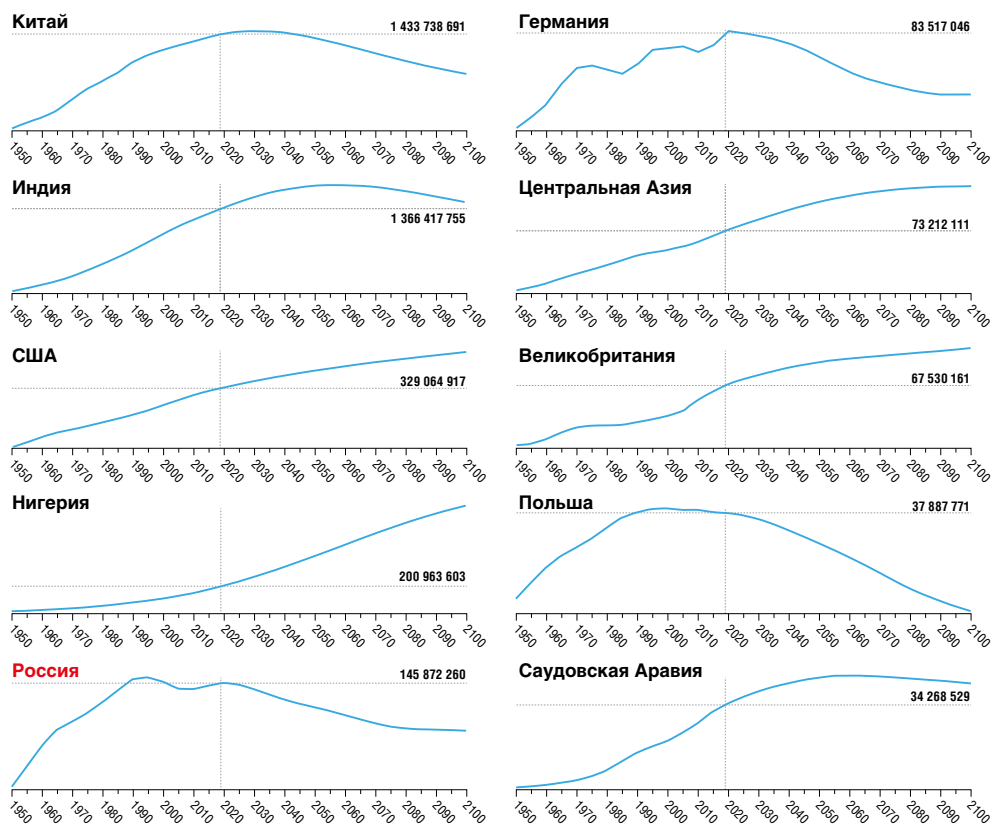 Китай
1 433 738 691
1950 1960 1970 1980 1990 2000 2010 2020 2030 2040 2050 2060 2070 2080 2090 2100
Германия
83 517 046
1950 1960 1970 1980 1990 2000 2010 2020 2030 2040 2050 2060 2070 2080 2090 2100
Индия
1 366 417 755
1950 1960 1970 1980 1990 2000 2010 2020 2030 2040 2050 2060 2070 2080 2090 2100
Центральная Азия
73 212 111
1950 1960 1970 1980 1990 2000 2010 2020 2030 2040 2050 2060 2070 2080 2090 2100
США
329 064 917
1950 1960 1970 1980 1990 2000 2010 2020 2030 2040 2050 2060 2070 2080 2090 2100
Великобритания
67 530 161
1950 1960 1970 1980 1990 2000 2010 2020 2030 2040 2050 2060 2070 2080 2090 2100
Нигерия
200 963 603
1950 1960 1970 1980 1990 2000 2010 2020 2030 2040 2050 2060 2070 2080 2090 2100
Польша
37 887 771
1950 1960 1970 1980 1990 2000 2010 2020 2030 2040 2050 2060 2070 2080 2090 2100
Россия
145 872 260
1950 1960 1970 1980 1990 2000 2010 2020 2030 2040 2050 2060 2070 2080 2090 2100
Саудовская Аравия
34 268 529
1950 1960 1970 1980 1990 2000 2010 2020 2030 2040 2050 2060 2070 2080 2090 2100